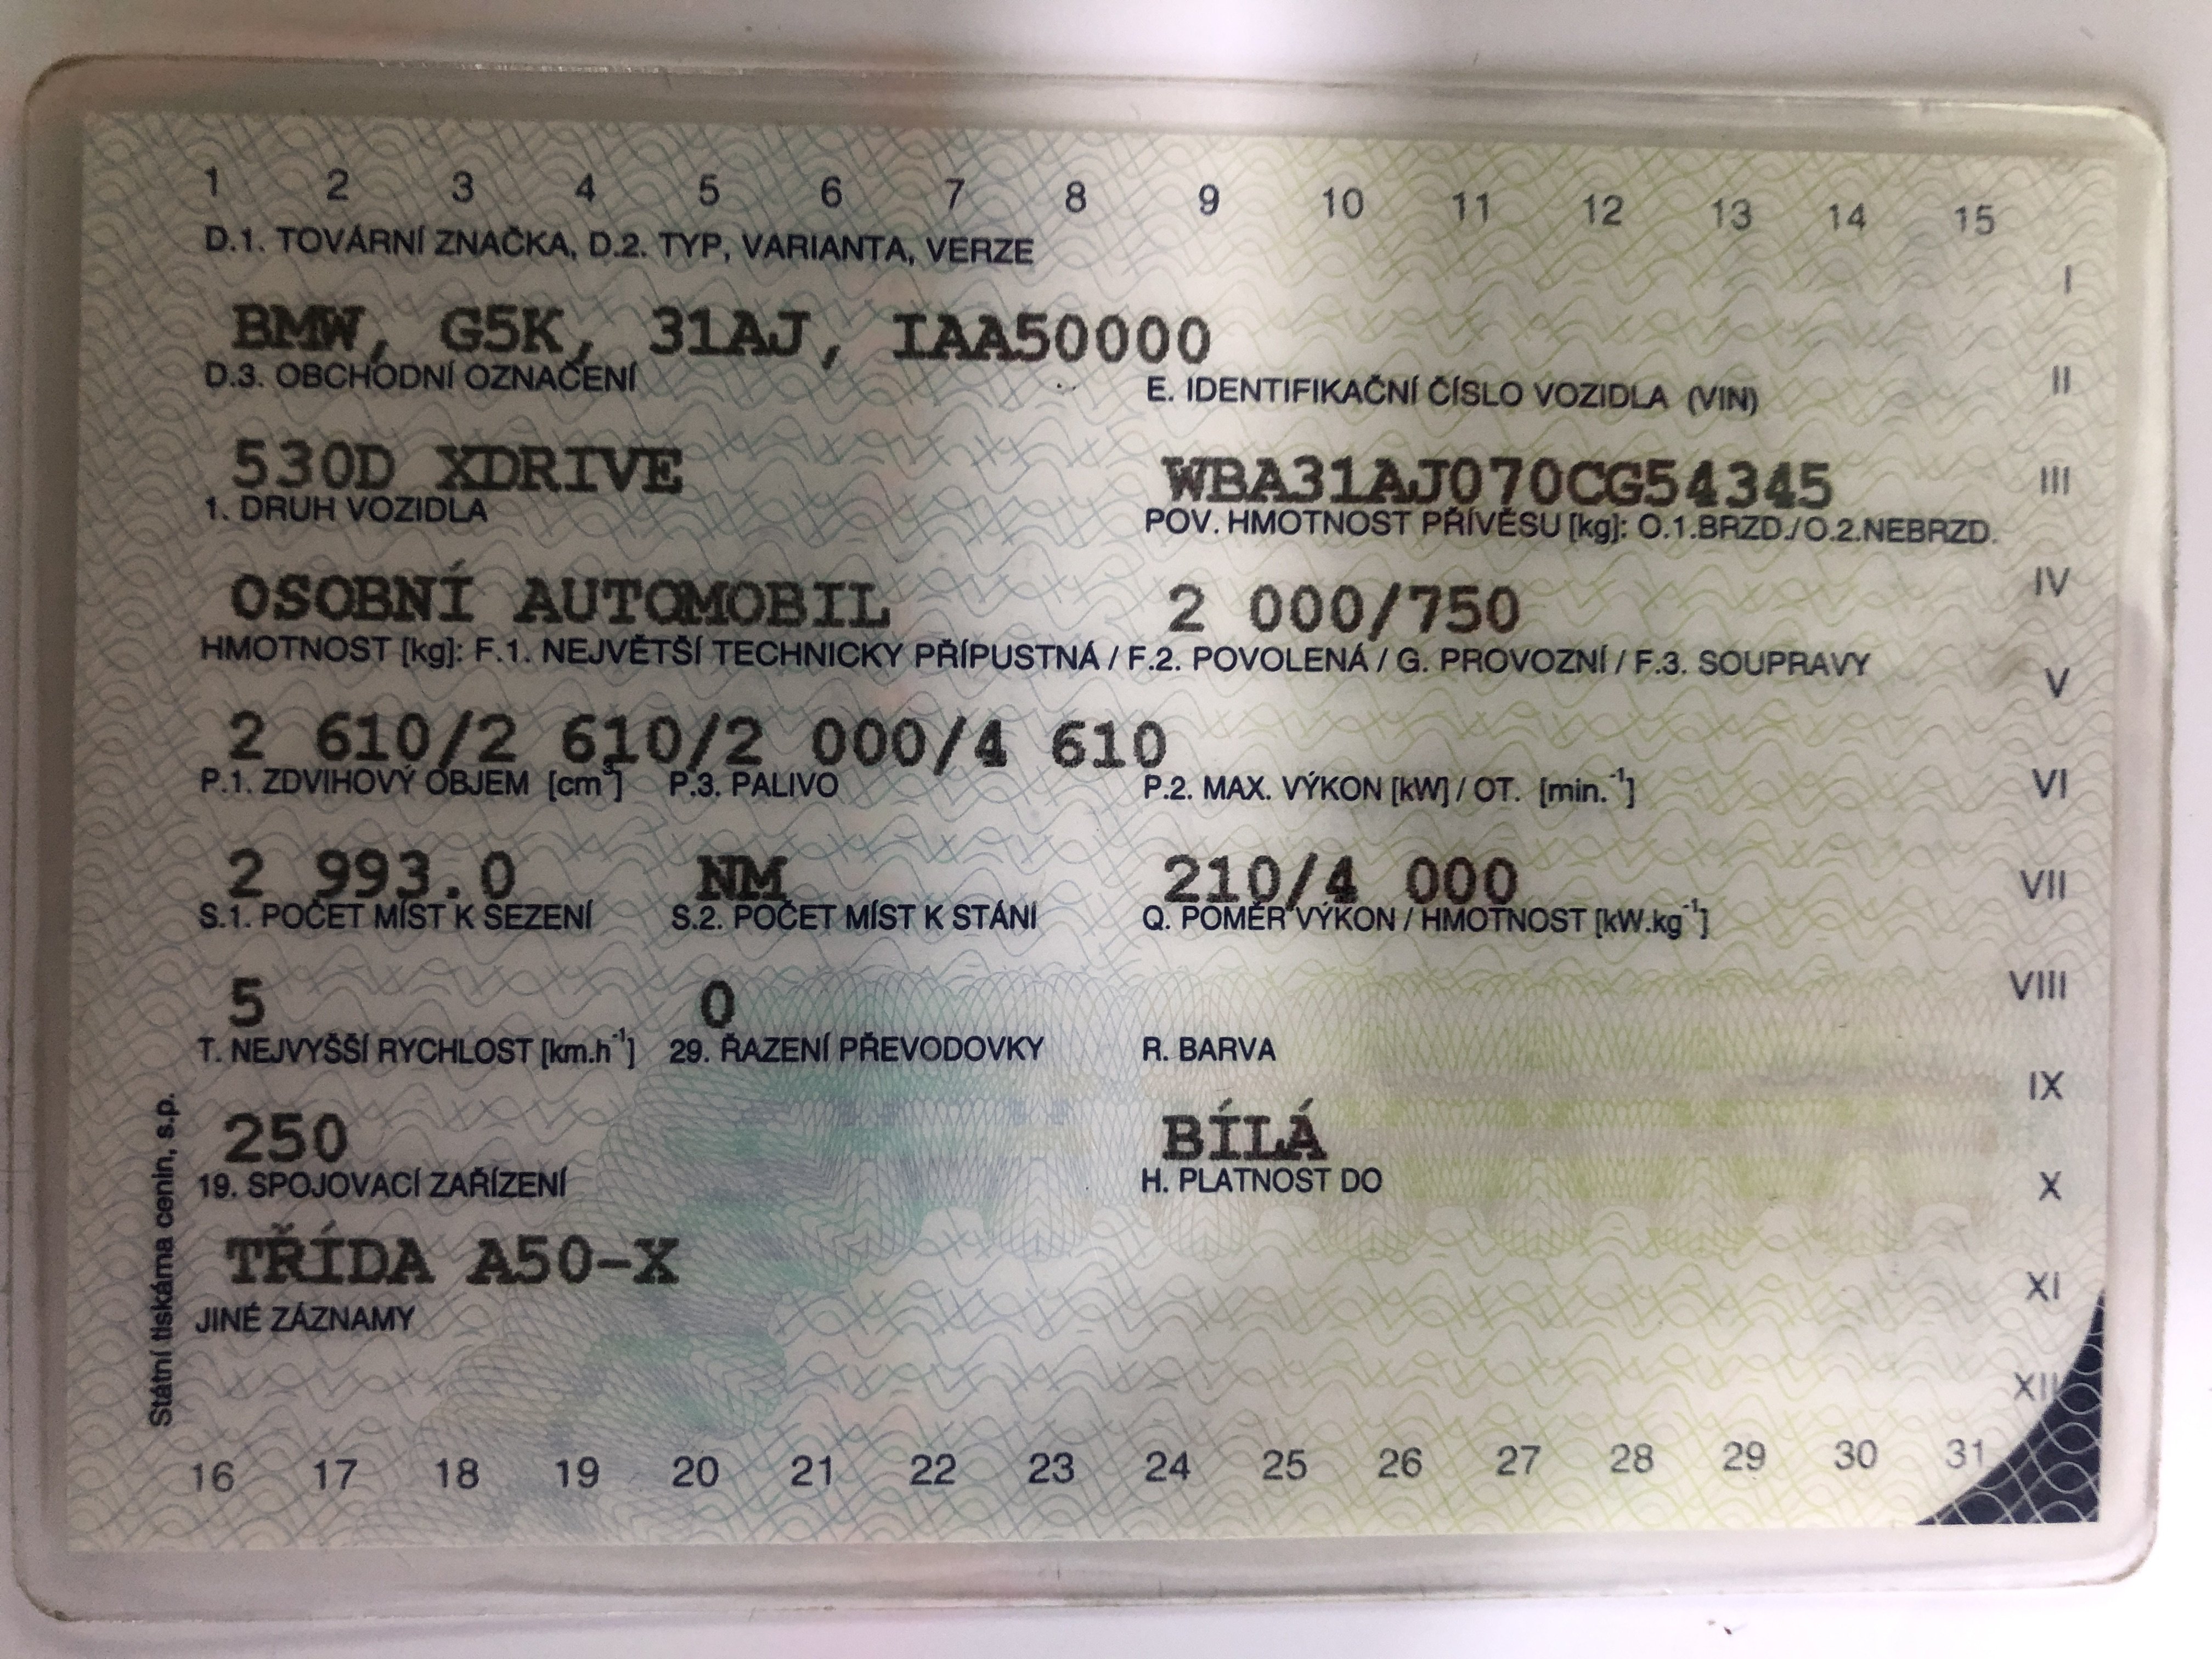 1 2 3 4 5 6 7 8 9 10 11 12 13 14 15
D.1. TOVÁRNÍ ZNAČKA, D.2. TYP, VARIANTA, VERZE
I
BMW, G5K, 31AJ, IAA50000
D.3. OBCHODNÍ OZNAČENÍ E. IDENTIFIKAČNÍ ČÍSLO VOZIDLA (VIN)
II
530D XDRIVE WBA31AJ070CG54345
III
1. DRUH VOZIDLA POV. HMOTNOST PŘÍVĚSU [kg]: O.1.BRZD./O.2.NEBRZD.
OSOBNÍ AUTOMOBIL 2 000/750
IV
HMOTNOST [kg]: F.1. NEJVĚTŠÍ TECHNICKY PŘÍPUSTNÁ / F.2. POVOLENÁ / G. PROVOZNÍ / F.3. SOUPRAVY
V
2 610/2 610/2 000/4 610
P.1. ZDVIHOVÝ OBJEM [cm³] P.3. PALIVO P.2. MAX. VÝKON [kW] / OT. [min.⁻¹]
VI
2 993.0 NM 210/4 000
VII
S.1. POČET MÍST K SEZENÍ S.2. POČET MÍST K STÁNÍ Q. POMĚR VÝKON / HMOTNOST [kW.kg⁻¹]
5 0
VIII
T. NEJVYŠŠÍ RYCHLOST [km.h⁻¹] 29. ŘAZENÍ PŘEVODOVKY R. BARVA
IX
250 BÍLÁ
19. SPOJOVACÍ ZAŘÍZENÍ H. PLATNOST DO
X
TŘÍDA A50-X
XI
JINÉ ZÁZNAMY
XII
16 17 18 19 20 21 22 23 24 25 26 27 28 29 30 31
Státní tiskárna cenin, s.p.